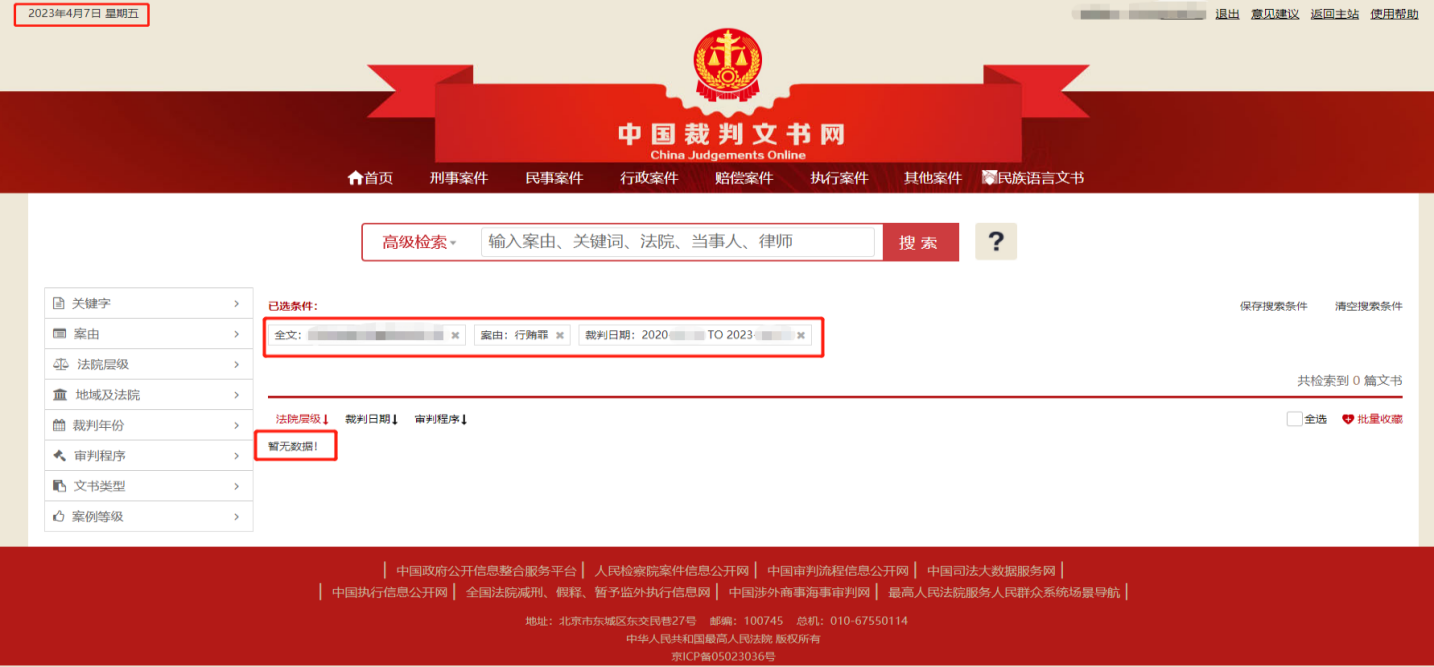 2023年4月7日 星期五
退出 意见建议 返回主站 使用帮助
中国裁判文书网
China Judgements Online
首页 刑事案件 民事案件 行政案件 赔偿案件 执行案件 其他案件 民族语言文书
高级检索 输入案由、关键词、法院、当事人、律师 搜索 ?
关键字
案由
法院层级
地域及法院
裁判年份
审判程序
文书类型
案例等级
已选条件: 保存搜索条件 清空搜索条件
全文: × 案由: 行贿罪 × 裁判日期: 2020 TO 2023- ×
共检索到 0 篇文书
法院层级↓ 裁判日期↓ 审判程序↓ 全选 批量收藏
暂无数据!
| 中国政府公开信息整合服务平台 | 人民检察院案件信息公开网 | 中国审判流程信息公开网 | 中国司法大数据服务网 |
| 中国执行信息公开网 | 全国法院减刑、假释、暂予监外执行信息网 | 中国涉外商事海事审判网 | 最高人民法院服务人民群众系统场景导航 |
地址: 北京市东城区东交民巷27号 邮编: 100745 总机: 010-67550114
中华人民共和国最高人民法院 版权所有
京ICP备05023036号